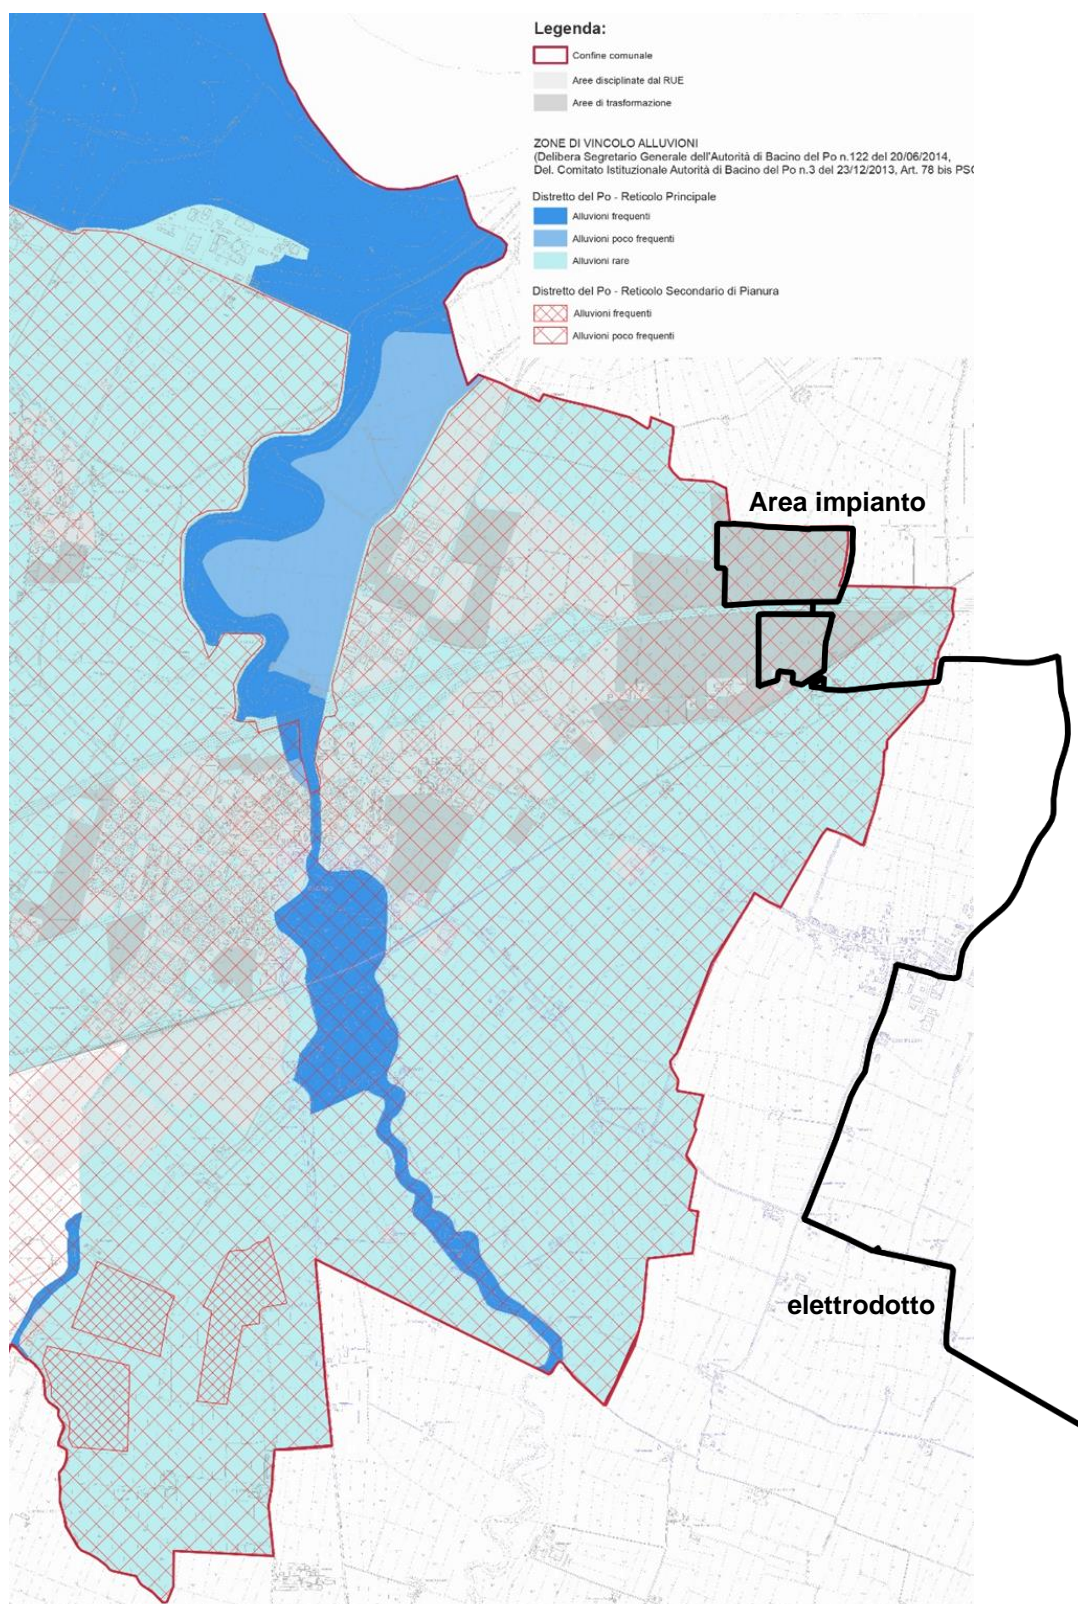 Legenda:
Confine comunale
Aree disciplinate dal RUE
Aree di trasformazione
ZONE DI VINCOLO ALLUVIONI
(Delibera Segretario Generale dell'Autorità di Bacino del Po n.122 del 20/06/2014,
Del. Comitato Istituzionale Autorità di Bacino del Po n.3 del 23/12/2013, Art. 78 bis PSC
Distretto del Po - Reticolo Principale
Alluvioni frequenti
Alluvioni poco frequenti
Alluvioni rare
Distretto del Po - Reticolo Secondario di Pianura
Alluvioni frequenti
Alluvioni poco frequenti
Area impianto
elettrodotto